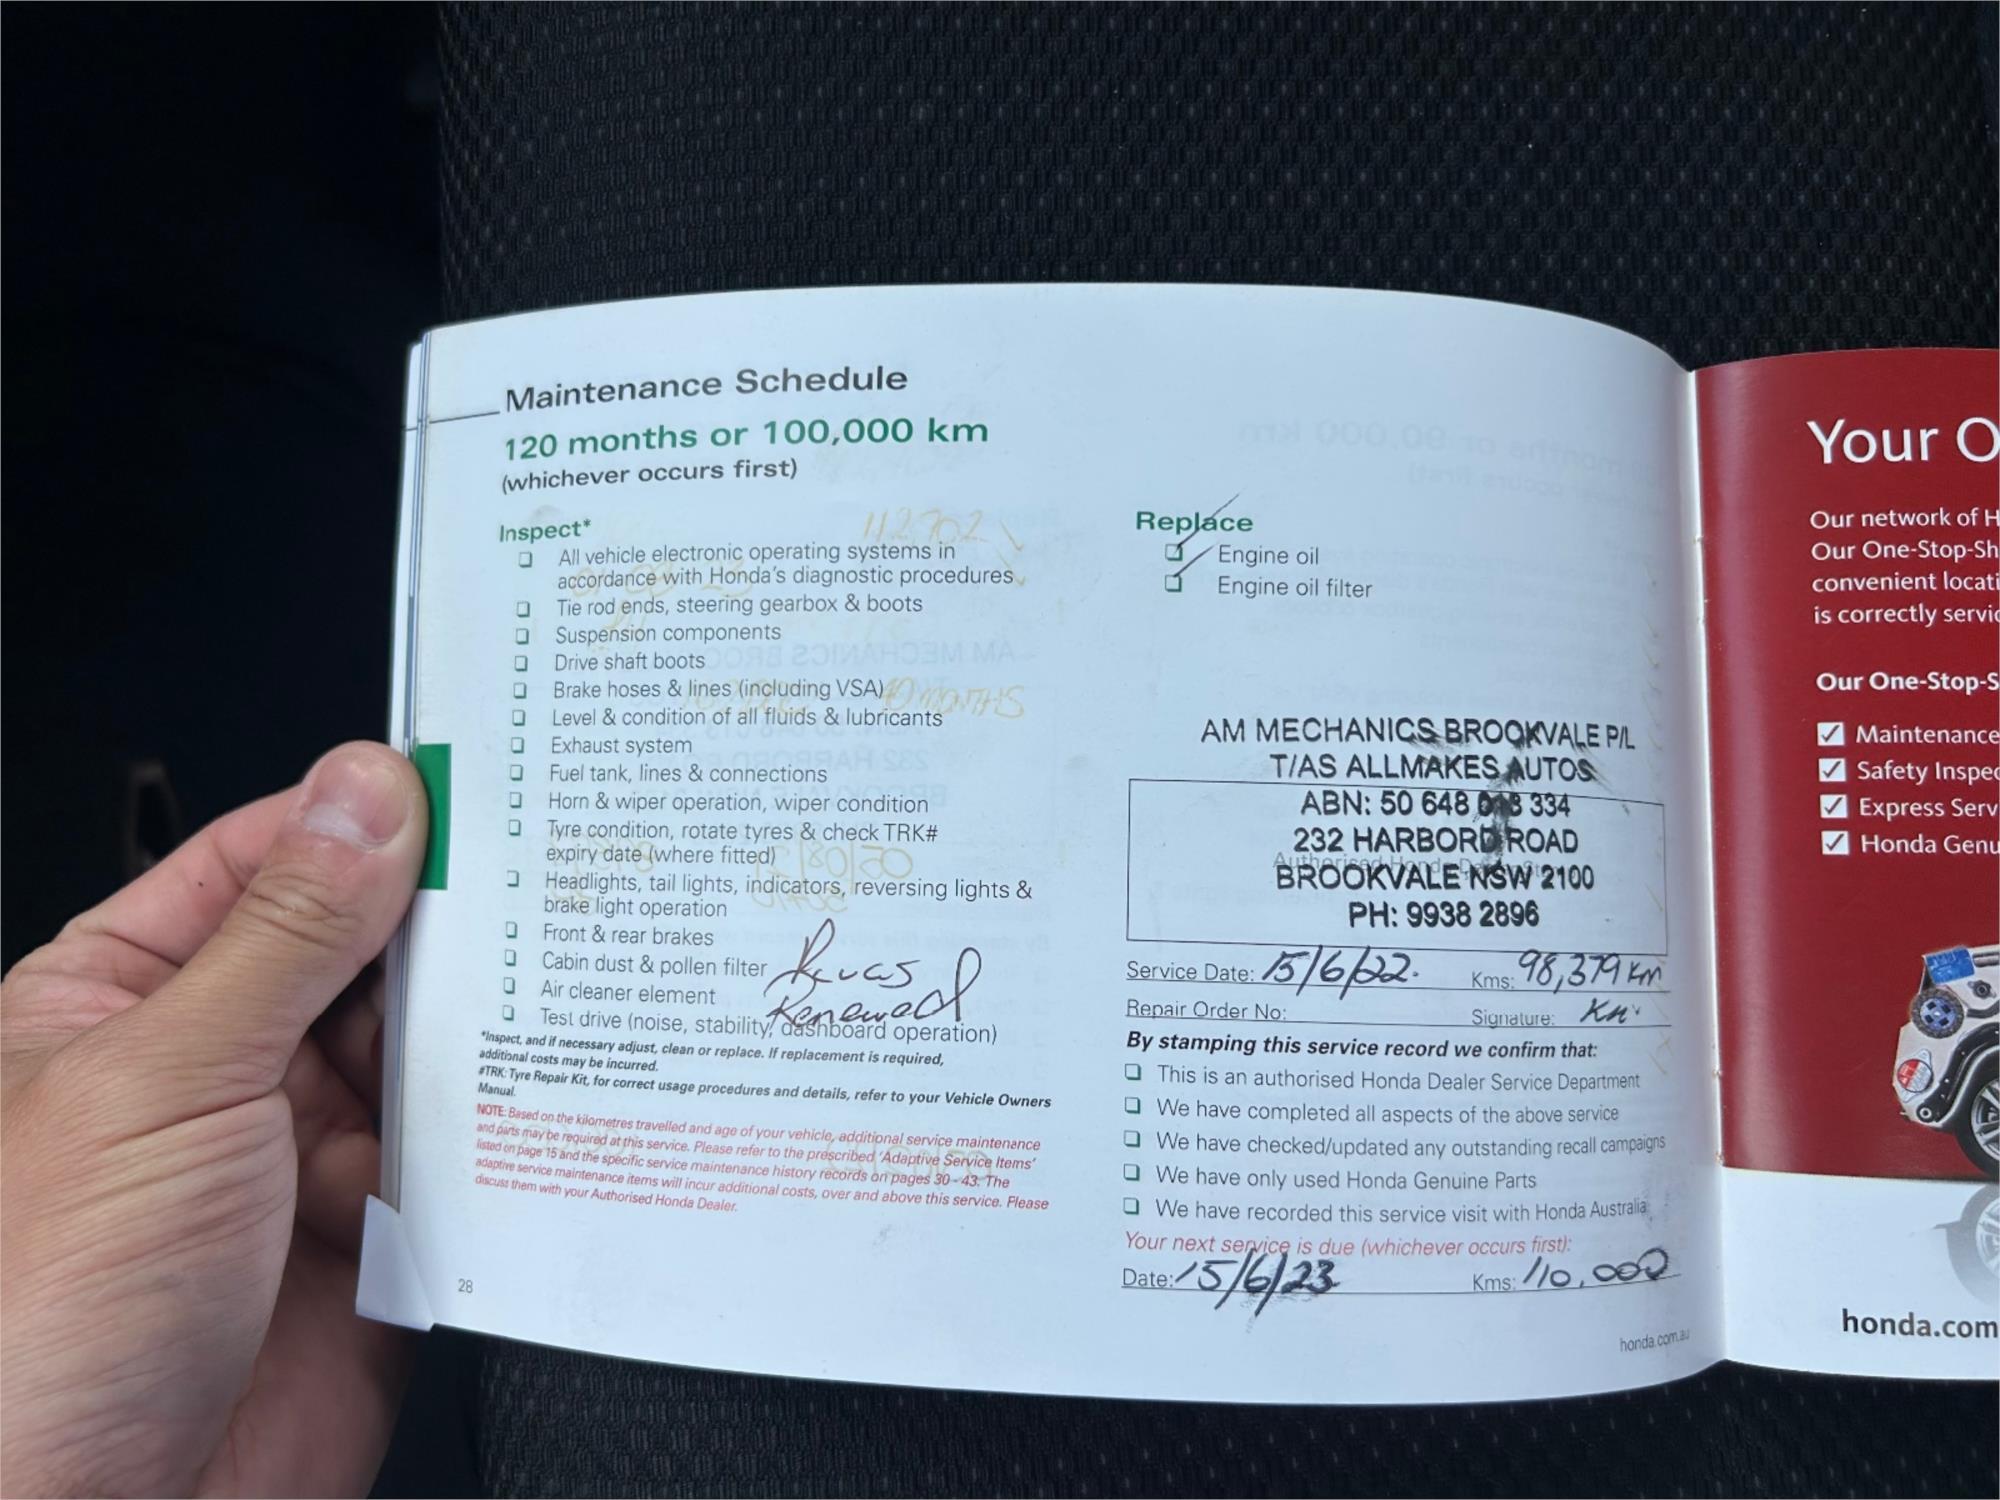 Maintenance Schedule
120 months or 100,000 km
(whichever occurs first)
Inspect*
All vehicle electronic operating systems in
accordance with Honda's diagnostic procedures
Tie rod ends, steering gearbox & boots
Suspension components
Drive shaft boots
Brake hoses & lines (including VSA)
Level & condition of all fluids & lubricants
Exhaust system
Fuel tank, lines & connections
Horn & wiper operation, wiper condition
Tyre condition, rotate tyres & check TRK#
expiry date (where fitted)
Headlights, tail lights, indicators, reversing lights &
brake light operation
Front & rear brakes
Cabin dust & pollen filter
Air cleaner element
Test drive (noise, stability, dashboard operation)
Renewed
*Inspect, and if necessary adjust, clean or replace. If replacement is required,
additional costs may be incurred.
#TRK: Tyre Repair Kit, for correct usage procedures and details, refer to your Vehicle Owners
Manual.
NOTE: Based on the kilometres travelled and age of your vehicle, additional service maintenance
and parts may be required at this service. Please refer to the prescribed 'Adaptive Service Items'
listed on page 15 and the specific service maintenance history records on pages 30 - 43. The
adaptive service maintenance items will incur additional costs, over and above this service. Please
discuss them with your Authorised Honda Dealer.
28
Replace
Engine oil
Engine oil filter
AM MECHANICS BROOKVALE P/L
T/AS ALLMAKES AUTOS
ABN: 50 648 013 334
232 HARBORD ROAD
Authorised Honda
BROOKVALE NSW 2100
PH: 9938 2896
Service Date: 15/6/22. Kms: 98,379 km
Repair Order No: Signature:
By stamping this service record we confirm that:
This is an authorised Honda Dealer Service Department
We have completed all aspects of the above service
We have checked/updated any outstanding recall campaigns
We have only used Honda Genuine Parts
We have recorded this service visit with Honda Australia
Your next service is due (whichever occurs first):
Date: 15/6/23 Kms: 110,000
honda.com.au
Your O
Our network of H
Our One-Stop-Sh
convenient locati
is correctly servic
Our One-Stop-S
Maintenance
Safety Inspec
Express Serv
Honda Genu
honda.com